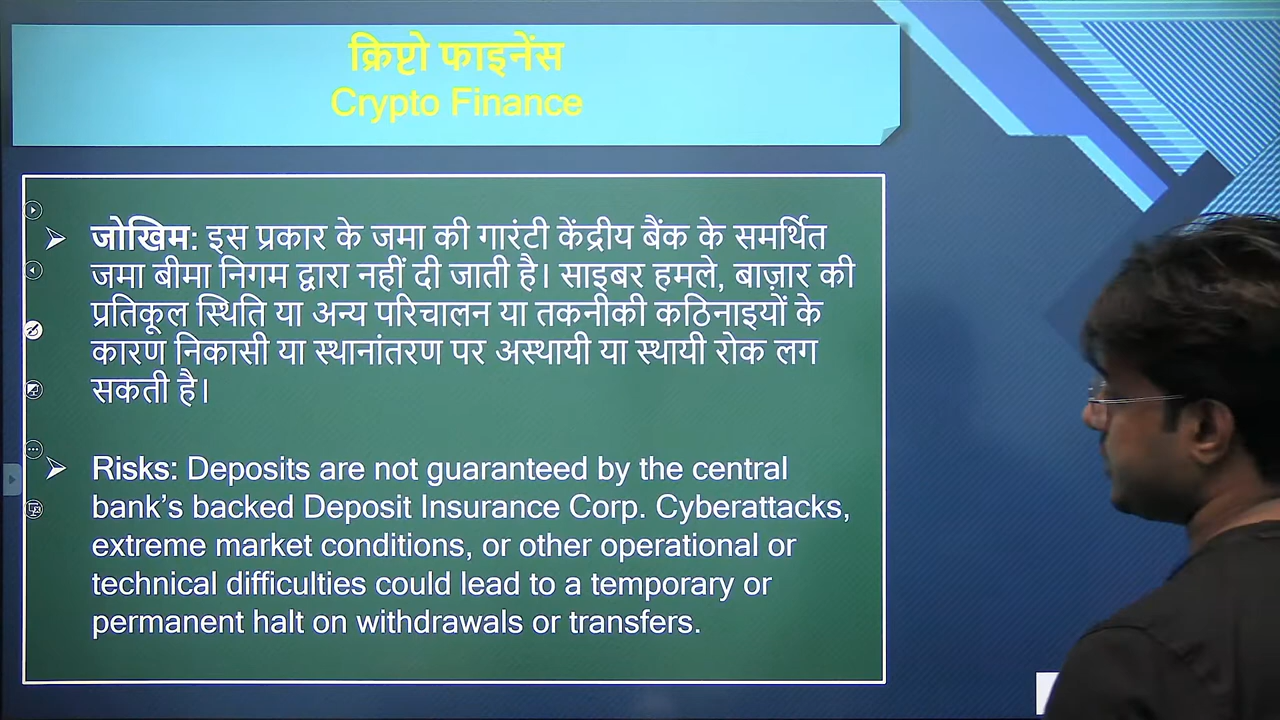 क्रिप्टो फाइनेंस
Crypto Finance
जोखिम: इस प्रकार के जमा की गारंटी केंद्रीय बैंक के समर्थित
जमा बीमा निगम द्वारा नहीं दी जाती है। साइबर हमले, बाज़ार की
प्रतिकूल स्थिति या अन्य परिचालन या तकनीकी कठिनाइयों के
कारण निकासी या स्थानांतरण पर अस्थायी या स्थायी रोक लग
सकती है।
Risks: Deposits are not guaranteed by the central
bank’s backed Deposit Insurance Corp. Cyberattacks,
extreme market conditions, or other operational or
technical difficulties could lead to a temporary or
permanent halt on withdrawals or transfers.